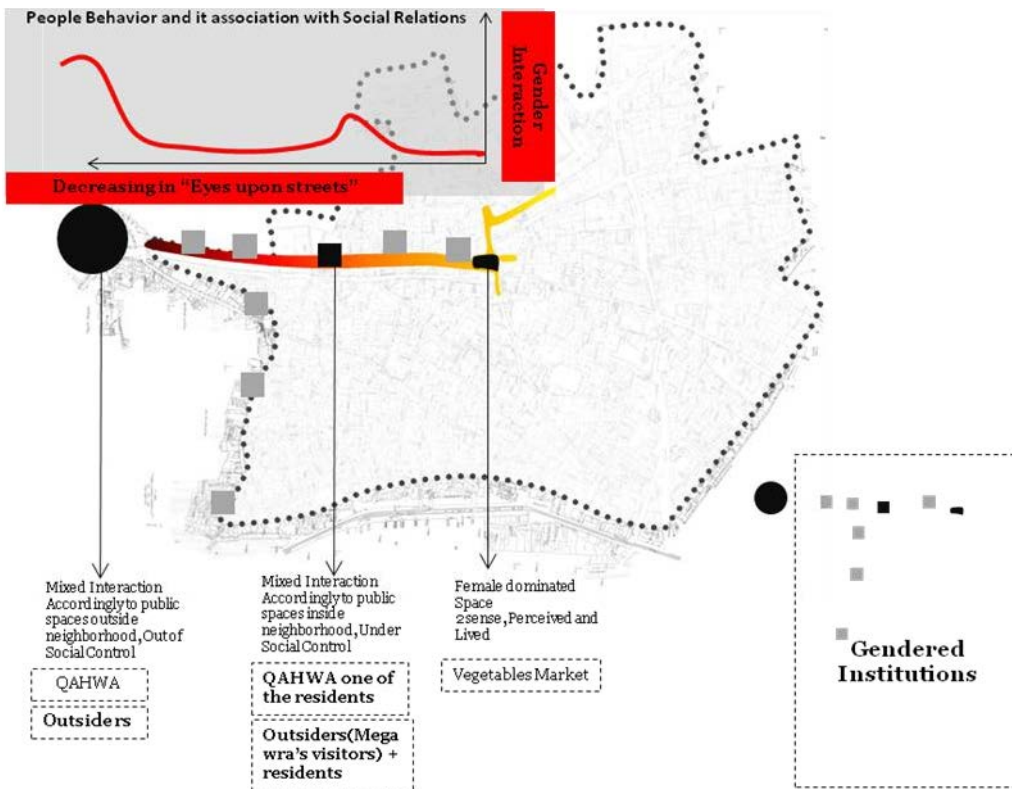 People Behavior and it association with Social Relations
Gender
Interaction
Decreasing in “Eyes upon streets”
Mixed Interaction
Accordingly to public
spaces outside
neighborhood, Out of
Social Control
QAHWA
Outsiders
Mixed Interaction
Accordingly to public
spaces inside
neighborhood, Under
Social Control
QAHWA one of
the residents
Outsiders(Mega
wra's visitors) +
residents
Female dominated
Space
2sense, Perceived and
Lived
Vegetables Market
Gendered
Institutions